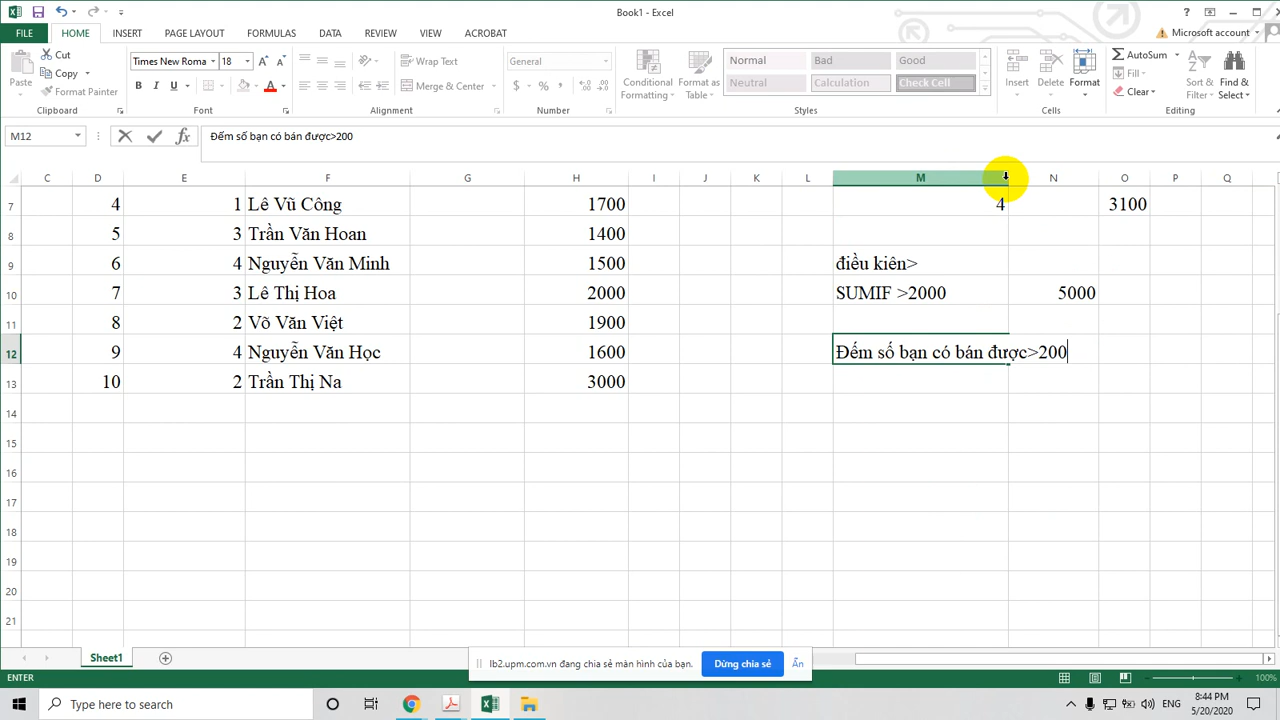 Book1 - Excel
?
FILE HOME INSERT PAGE LAYOUT FORMULAS DATA REVIEW VIEW ACROBAT Microsoft account
Paste Cut Copy Format Painter
Times New Roma 18
B I U A
Wrap Text
Merge & Center
General
$ % ,
Conditional Formatting
Format as Table
Normal Bad Good
Neutral Calculation Check Cell
Insert Delete Format
AutoSum
Fill
Clear
Sort & Filter
Find & Select
Clipboard Font Alignment Number Styles Cells Editing
M12 fx Đếm số bạn có bán được>200
C D E F G H I J K L M N O P Q
7 4 1 Lê Vũ Công 1700 4 3100
8 5 3 Trần Văn Hoan 1400
9 6 4 Nguyễn Văn Minh 1500 điều kiên>
10 7 3 Lê Thị Hoa 2000 SUMIF >2000 5000
11 8 2 Võ Văn Việt 1900
12 9 4 Nguyễn Văn Học 1600 Đếm số bạn có bán được>200
13 10 2 Trần Thị Na 3000
14
15
16
17
18
19
20
21
Sheet1
lb2.upm.com.vn đang chia sẻ màn hình của bạn. Dừng chia sẻ Ẩn
ENTER 100%
Type here to search
ENG
8:44 PM
5/20/2020